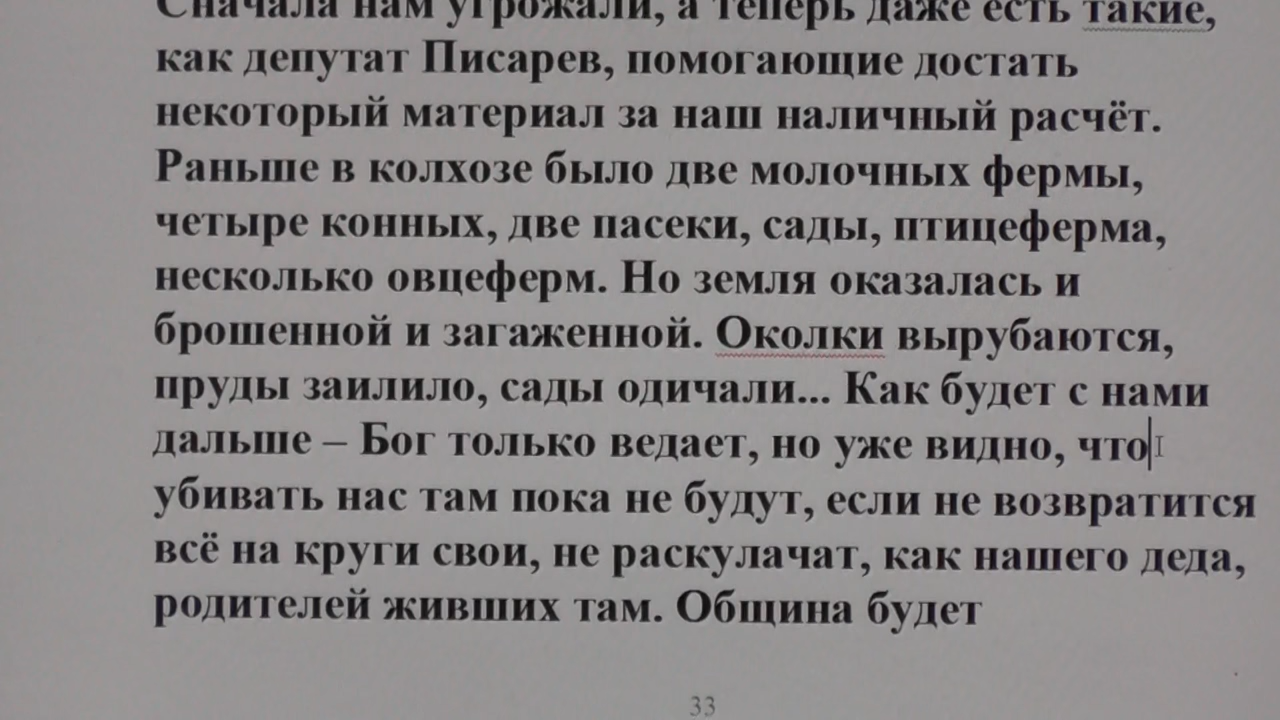 Сначала нам угрожали, а теперь даже есть такие,
как депутат Писарев, помогающие достать
некоторый материал за наш наличный расчёт.
Раньше в колхозе было две молочных фермы,
четыре конных, две пасеки, сады, птицеферма,
несколько овцеферм. Но земля оказалась и
брошенной и загаженной. Околки вырубаются,
пруды заилило, сады одичали... Как будет с нами
дальше – Бог только ведает, но уже видно, что
убивать нас там пока не будут, если не возвратится
всё на круги свои, не раскулачат, как нашего деда,
родителей живших там. Община будет
33